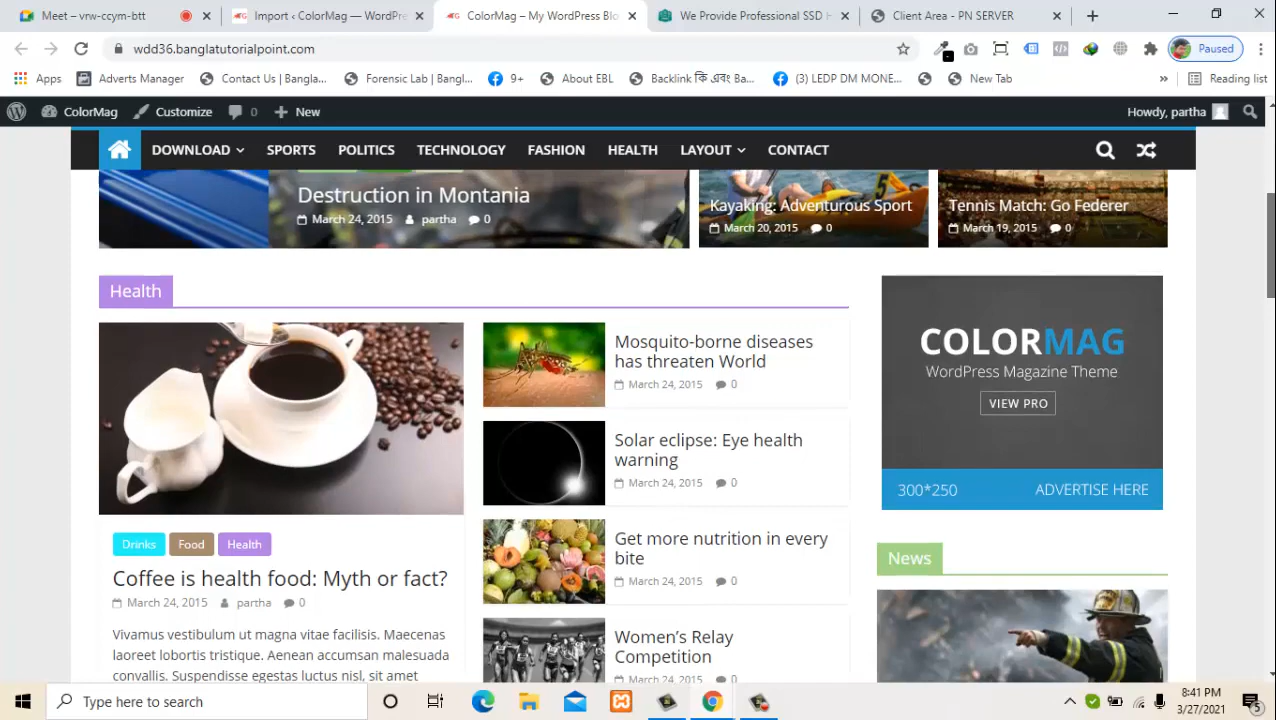 Meet – com-nccy-btt
Import ‹ ColorMag — WordPre
ColorMag – My WordPress Blo
We Provide Professional SSD H
Client Area - PN SERVER
wdd36.banglatutorialpoint.com
Paused
Apps
Adverts Manager
Contact Us | Bangla...
Forensic Lab | Bangl...
9+
About EBL
Backlink কি এবং Ba...
(3) LEDP DM MONE...
New Tab
»
Reading list
ColorMag
Customize
0
New
Howdy, partha
DOWNLOAD
SPORTS
POLITICS
TECHNOLOGY
FASHION
HEALTH
LAYOUT
CONTACT
Destruction in Montania
March 24, 2015 partha 0
Kayaking: Adventurous Sport
March 20, 2015 0
Tennis Match: Go Federer
March 19, 2015 0
Health
Drinks
Food
Health
Coffee is health food: Myth or fact?
March 24, 2015 partha 0
Vivamus vestibulum ut magna vitae facilisis. Maecenas
laoreet lobortis tristique. Aenean accumsan malesuada
convallis. Suspendisse egestas luctus nisl, sit amet
Mosquito-borne diseases
has threaten World
March 24, 2015 0
Solar eclipse: Eye health
warning
March 24, 2015 0
Get more nutrition in every
bite
March 24, 2015 0
Women's Relay
Competition
March 24, 2015 0
COLORMAG
WordPress Magazine Theme
VIEW PRO
300*250 ADVERTISE HERE
News
Type here to search
8:41 PM
3/27/2021
5